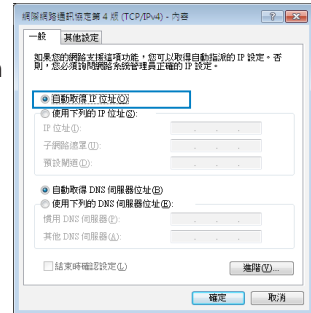 網際網路通訊協定第 4 版 (TCP/IPv4) - 內容
一般 其他設定
如果您的網路支援這項功能，您可以取得自動指派的 IP 設定。否
則，您必須詢問網路系統管理員正確的 IP 設定。
自動取得 IP 位址(O)
使用下列的 IP 位址(S):
IP 位址(I):
子網路遮罩(U):
預設閘道(D):
自動取得 DNS 伺服器位址(B)
使用下列的 DNS 伺服器位址(E):
慣用 DNS 伺服器(P):
其他 DNS 伺服器(A):
結束時確認設定(L)
進階(V)...
確定 取消